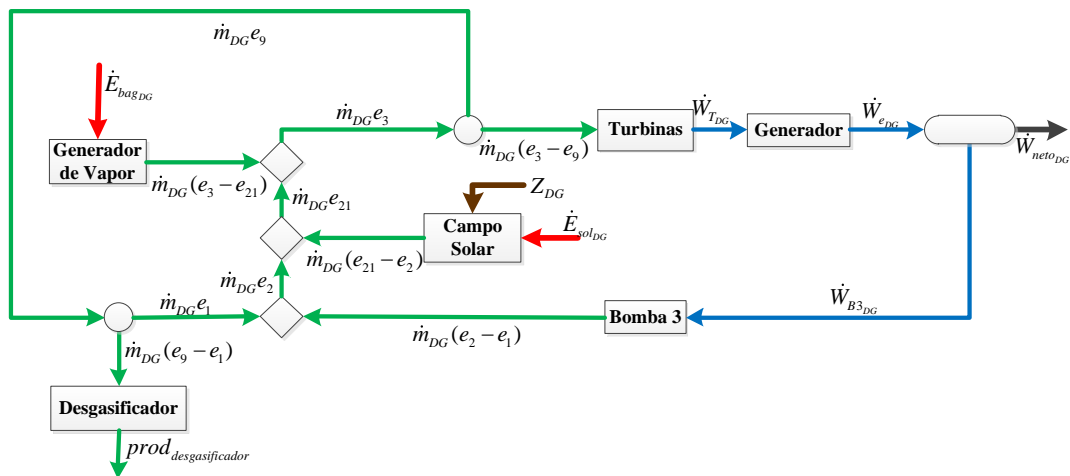 ṁ_DG e_9
Ė_bag_DG
ṁ_DG e_3
Ẇ_T_DG
Ẇ_e_DG
Turbinas
Generador
Generador
de Vapor
ṁ_DG(e_3 − e_9)
Ẇ_neto_DG
ṁ_DG(e_3 − e_21)
Z_DG
ṁ_DG e_21
Campo
Solar
Ė_sol_DG
ṁ_DG(e_21 − e_2)
ṁ_DG e_2
Ẇ_B3_DG
ṁ_DG e_1
Bomba 3
ṁ_DG(e_2 − e_1)
ṁ_DG(e_9 − e_1)
Desgasificador
prod_desgasificador